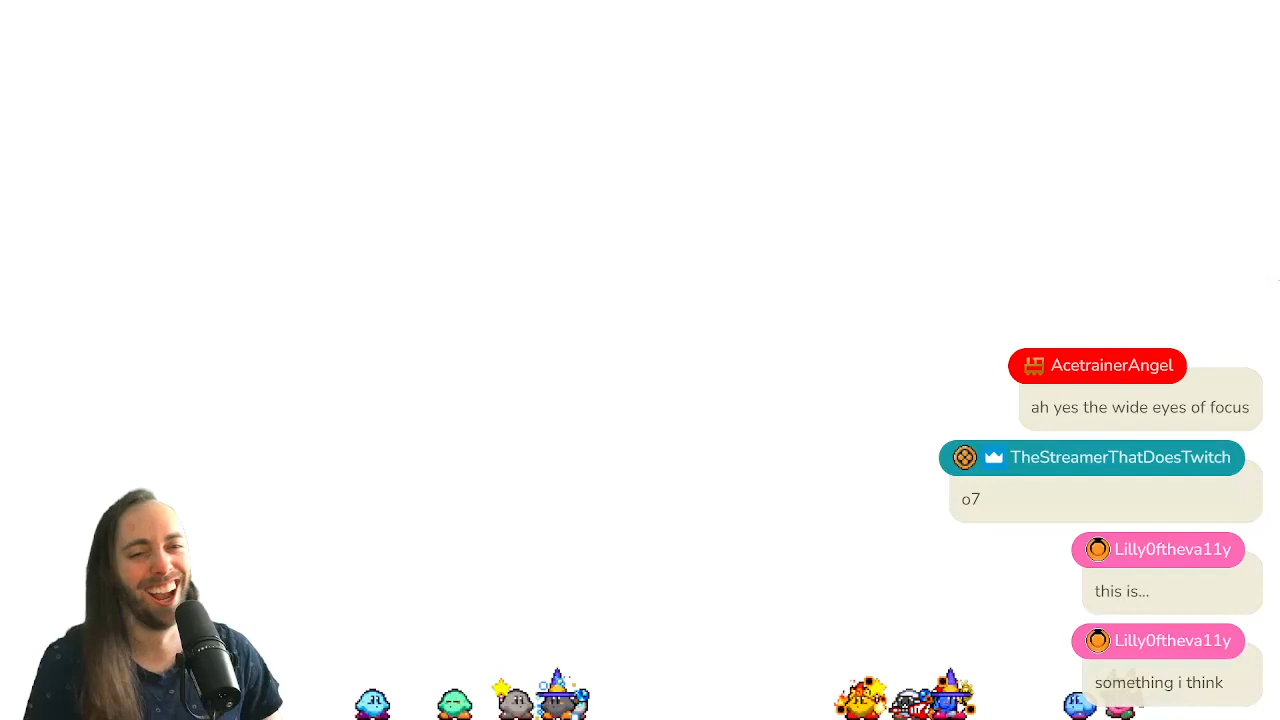 AcetrainerAngel
ah yes the wide eyes of focus
TheStreamerThatDoesTwitch
o7
Lilly0ftheva11y
this is...
Lilly0ftheva11y
something i think